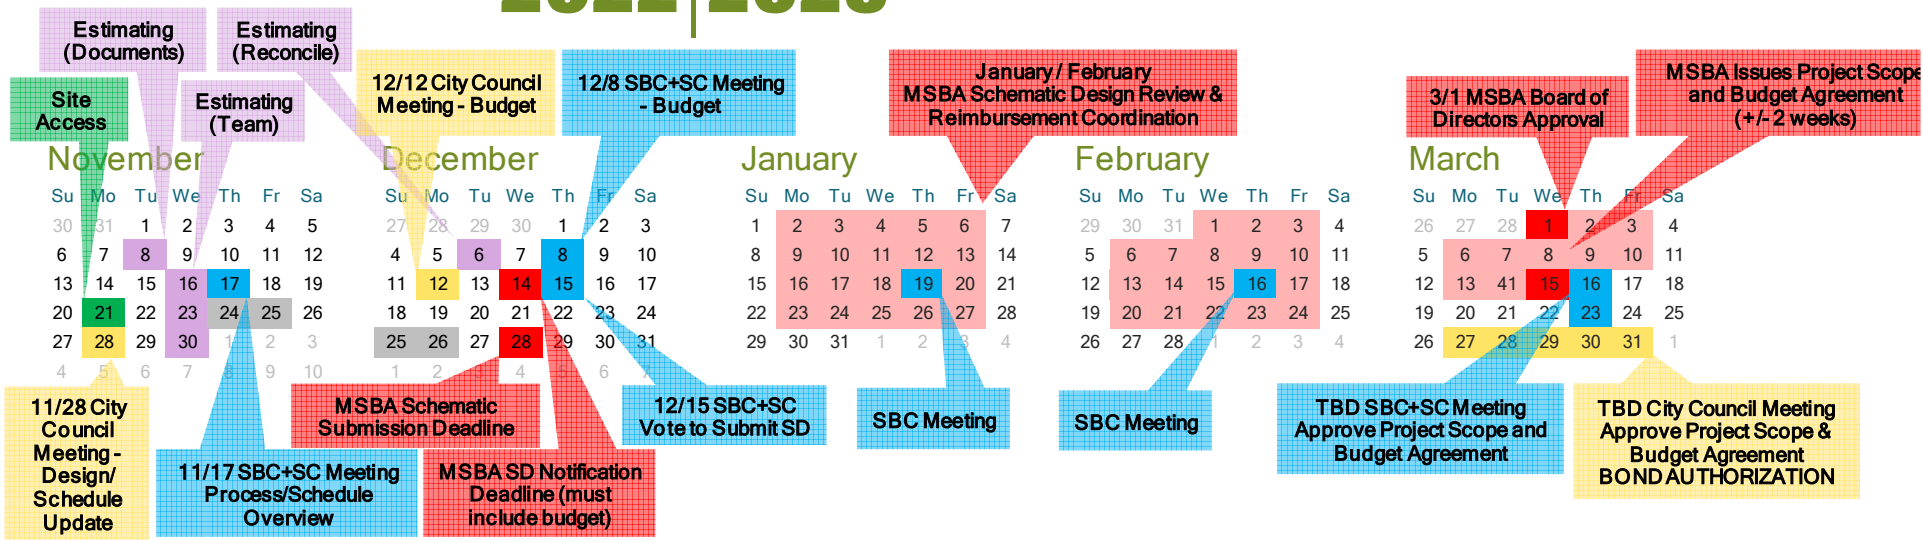 2022 2023
Estimating
(Documents)
Estimating
(Reconcile)
Site
Access
Estimating
(Team)
12/12 City Council
Meeting - Budget
12/8 SBC+SC Meeting
- Budget
January / February
MSBA Schematic Design Review &
Reimbursement Coordination
3/1 MSBA Board of
Directors Approval
MSBA Issues Project Scope
and Budget Agreement
(+/- 2 weeks)
November
Su Mo Tu We Th Fr Sa
30 31 1 2 3 4 5
6 7 8 9 10 11 12
13 14 15 16 17 18 19
20 21 22 23 24 25 26
27 28 29 30 1 2 3
4 5 6 7 8 9 10
December
Su Mo Tu We Th Fr Sa
27 28 29 30 1 2 3
4 5 6 7 8 9 10
11 12 13 14 15 16 17
18 19 20 21 22 23 24
25 26 27 28 29 30 31
1 2 4 6 7
January
Su Mo Tu We Th Fr Sa
1 2 3 4 5 6 7
8 9 10 11 12 13 14
15 16 17 18 19 20 21
22 23 24 25 26 27 28
29 30 31 1 2 3 4
February
Su Mo Tu We Th Fr Sa
29 30 31 1 2 3 4
5 6 7 8 9 10 11
12 13 14 15 16 17 18
19 20 21 22 23 24 25
26 27 28 1 2 3 4
March
Su Mo Tu We Th Fr Sa
26 27 28 1 2 3 4
5 6 7 8 9 10 11
12 13 41 15 16 17 18
19 20 21 22 23 24 25
26 27 28 29 30 31 1
11/28 City
Council
Meeting -
Design/
Schedule
Update
11/17 SBC+SC Meeting
Process/Schedule
Overview
MSBA Schematic
Submission Deadline
MSBA SD Notification
Deadline (must
include budget)
12/15 SBC+SC
Vote to Submit SD
SBC Meeting
SBC Meeting
TBD SBC+SC Meeting
Approve Project Scope and
Budget Agreement
TBD City Council Meeting
Approve Project Scope &
Budget Agreement
BOND AUTHORIZATION